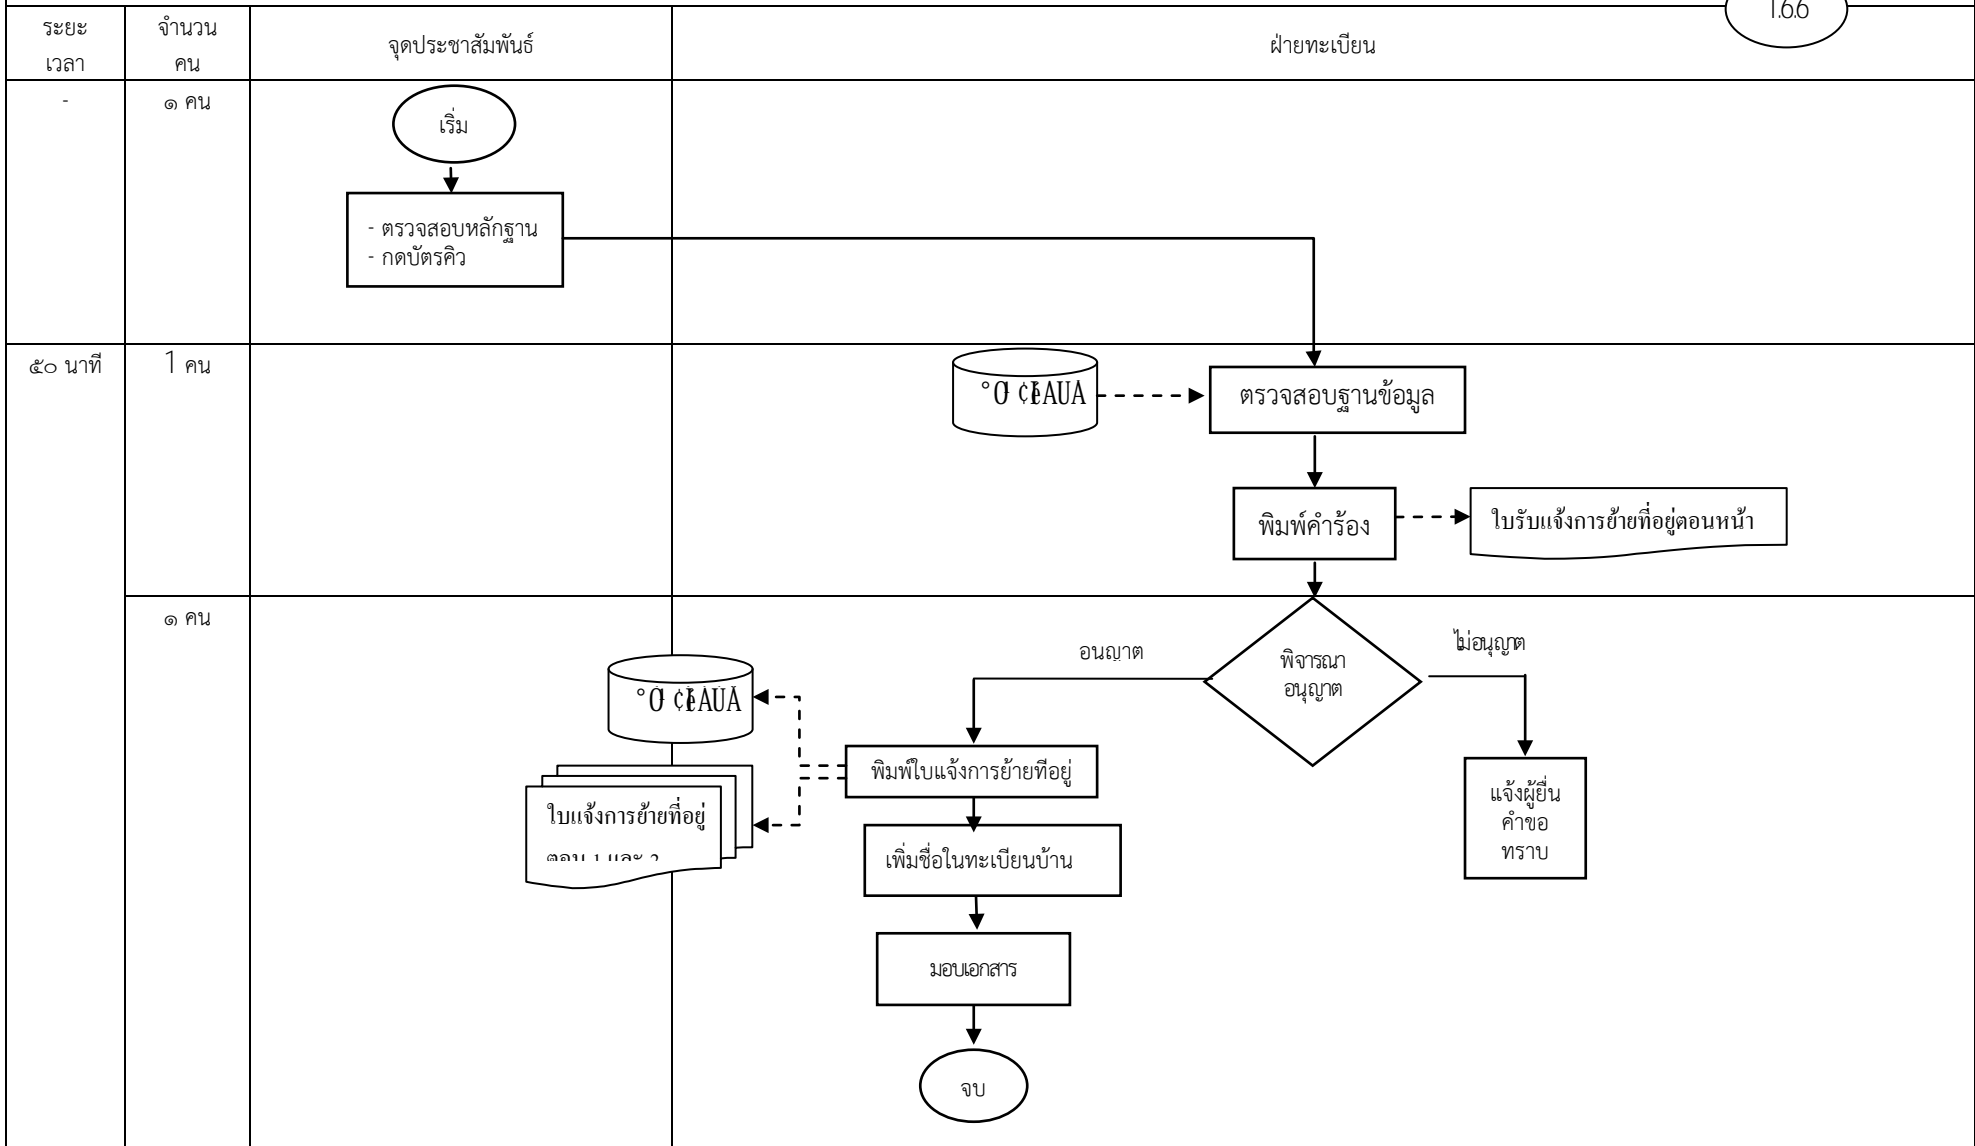 1.6.6
ระยะ
เวลา
จำนวน
คน
จุดประชาสัมพันธ์
ฝ่ายทะเบียน
-
๑ คน
เริ่ม
- ตรวจสอบหลักฐาน
- กดบัตรคิว
๕๐ นาที
1 คน
ตรวจสอบฐานข้อมูล
พิมพ์คำร้อง
ใบรับแจ้งการย้ายที่อยู่ตอนหน้า
๑ คน
อนุญาต
พิจารณา
อนุญาต
ไม่อนุญาต
พิมพ์ใบแจ้งการย้ายที่อยู่
ใบแจ้งการย้ายที่อยู่
ตอน 1 และ 2
เพิ่มชื่อในทะเบียนบ้าน
แจ้งผู้ยื่น
คำขอ
ทราบ
มอบเอกสาร
จบ